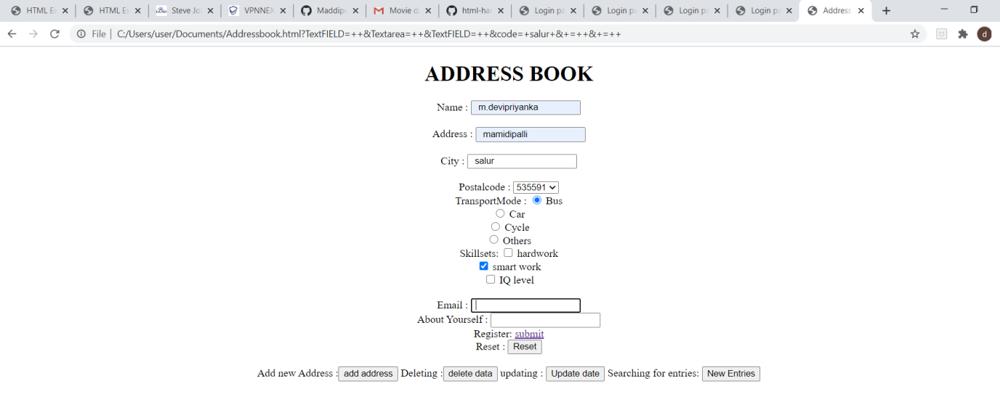 HTML Ex
HTML Ex
Bio
Steve Jo
VPNNEX
Maddip
Movie d
html-ha
Login pa
Login pa
Login pa
Login pa
Address
File | C:/Users/user/Documents/Addressbook.html?TextFIELD=++&Textarea=++&TextFIELD=++&code=+salur+&+=++&+=++
d
ADDRESS BOOK
Name : m.devipriyanka
Address : mamidipalli
City : salur
Postalcode : 535591
TransportMode : Bus
Car
Cycle
Others
Skillsets: hardwork
smart work
IQ level
Email :
About Yourself :
Register: submit
Reset : Reset
Add new Address : add address Deleting : delete data updating : Update date Searching for entries: New Entries